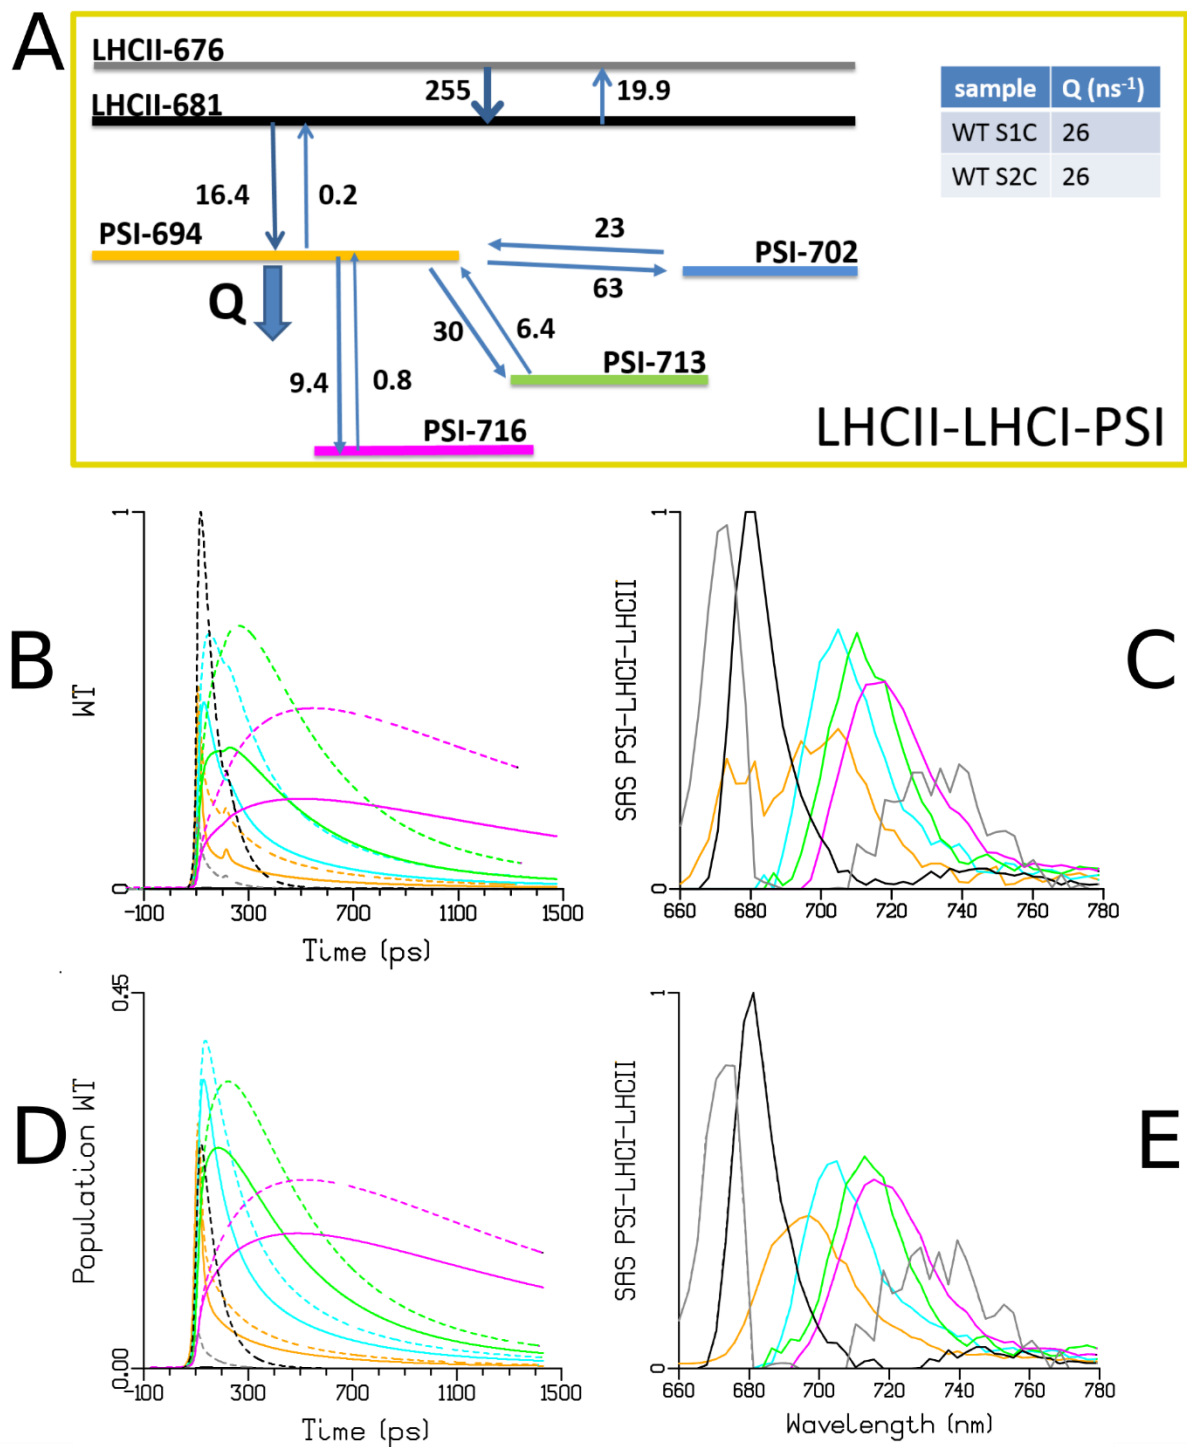 A
LHCII-676
LHCII-681
255
19.9
sample Q (ns-1)
WT S1C 26
WT S2C 26
16.4
0.2
PSI-694
23
PSI-702
63
Q
30
6.4
PSI-713
9.4
0.8
PSI-716
LHCII-LHCI-PSI
B
WT
1
0
-100 300 700 1100 1500
Time (ps)
C
SAS PSI-LHCI-LHCII
1
0
660 680 700 720 740 760 780
D
Population WT
0.45
0.00
-100 300 700 1100 1500
Time (ps)
E
SAS PSI-LHCI-LHCII
1
0
660 680 700 720 740 760 780
Wavelength (nm)